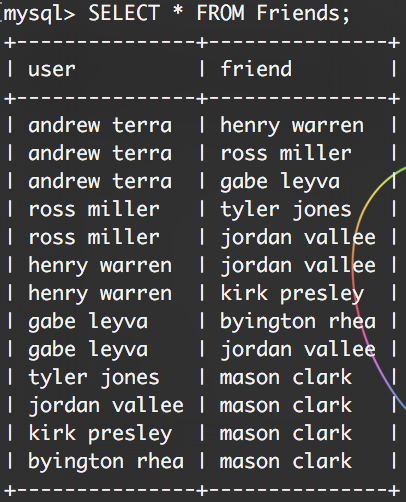 mysql> SELECT * FROM Friends;
+---------------+---------------+
| user          | friend        |
+---------------+---------------+
| andrew terra  | henry warren  |
| andrew terra  | ross miller   |
| andrew terra  | gabe leyva    |
| ross miller   | tyler jones   |
| ross miller   | jordan vallee |
| henry warren  | jordan vallee |
| henry warren  | kirk presley  |
| gabe leyva    | byington rhea |
| gabe leyva    | jordan vallee |
| tyler jones   | mason clark   |
| jordan vallee | mason clark   |
| kirk presley  | mason clark   |
| byington rhea | mason clark   |
+---------------+---------------+